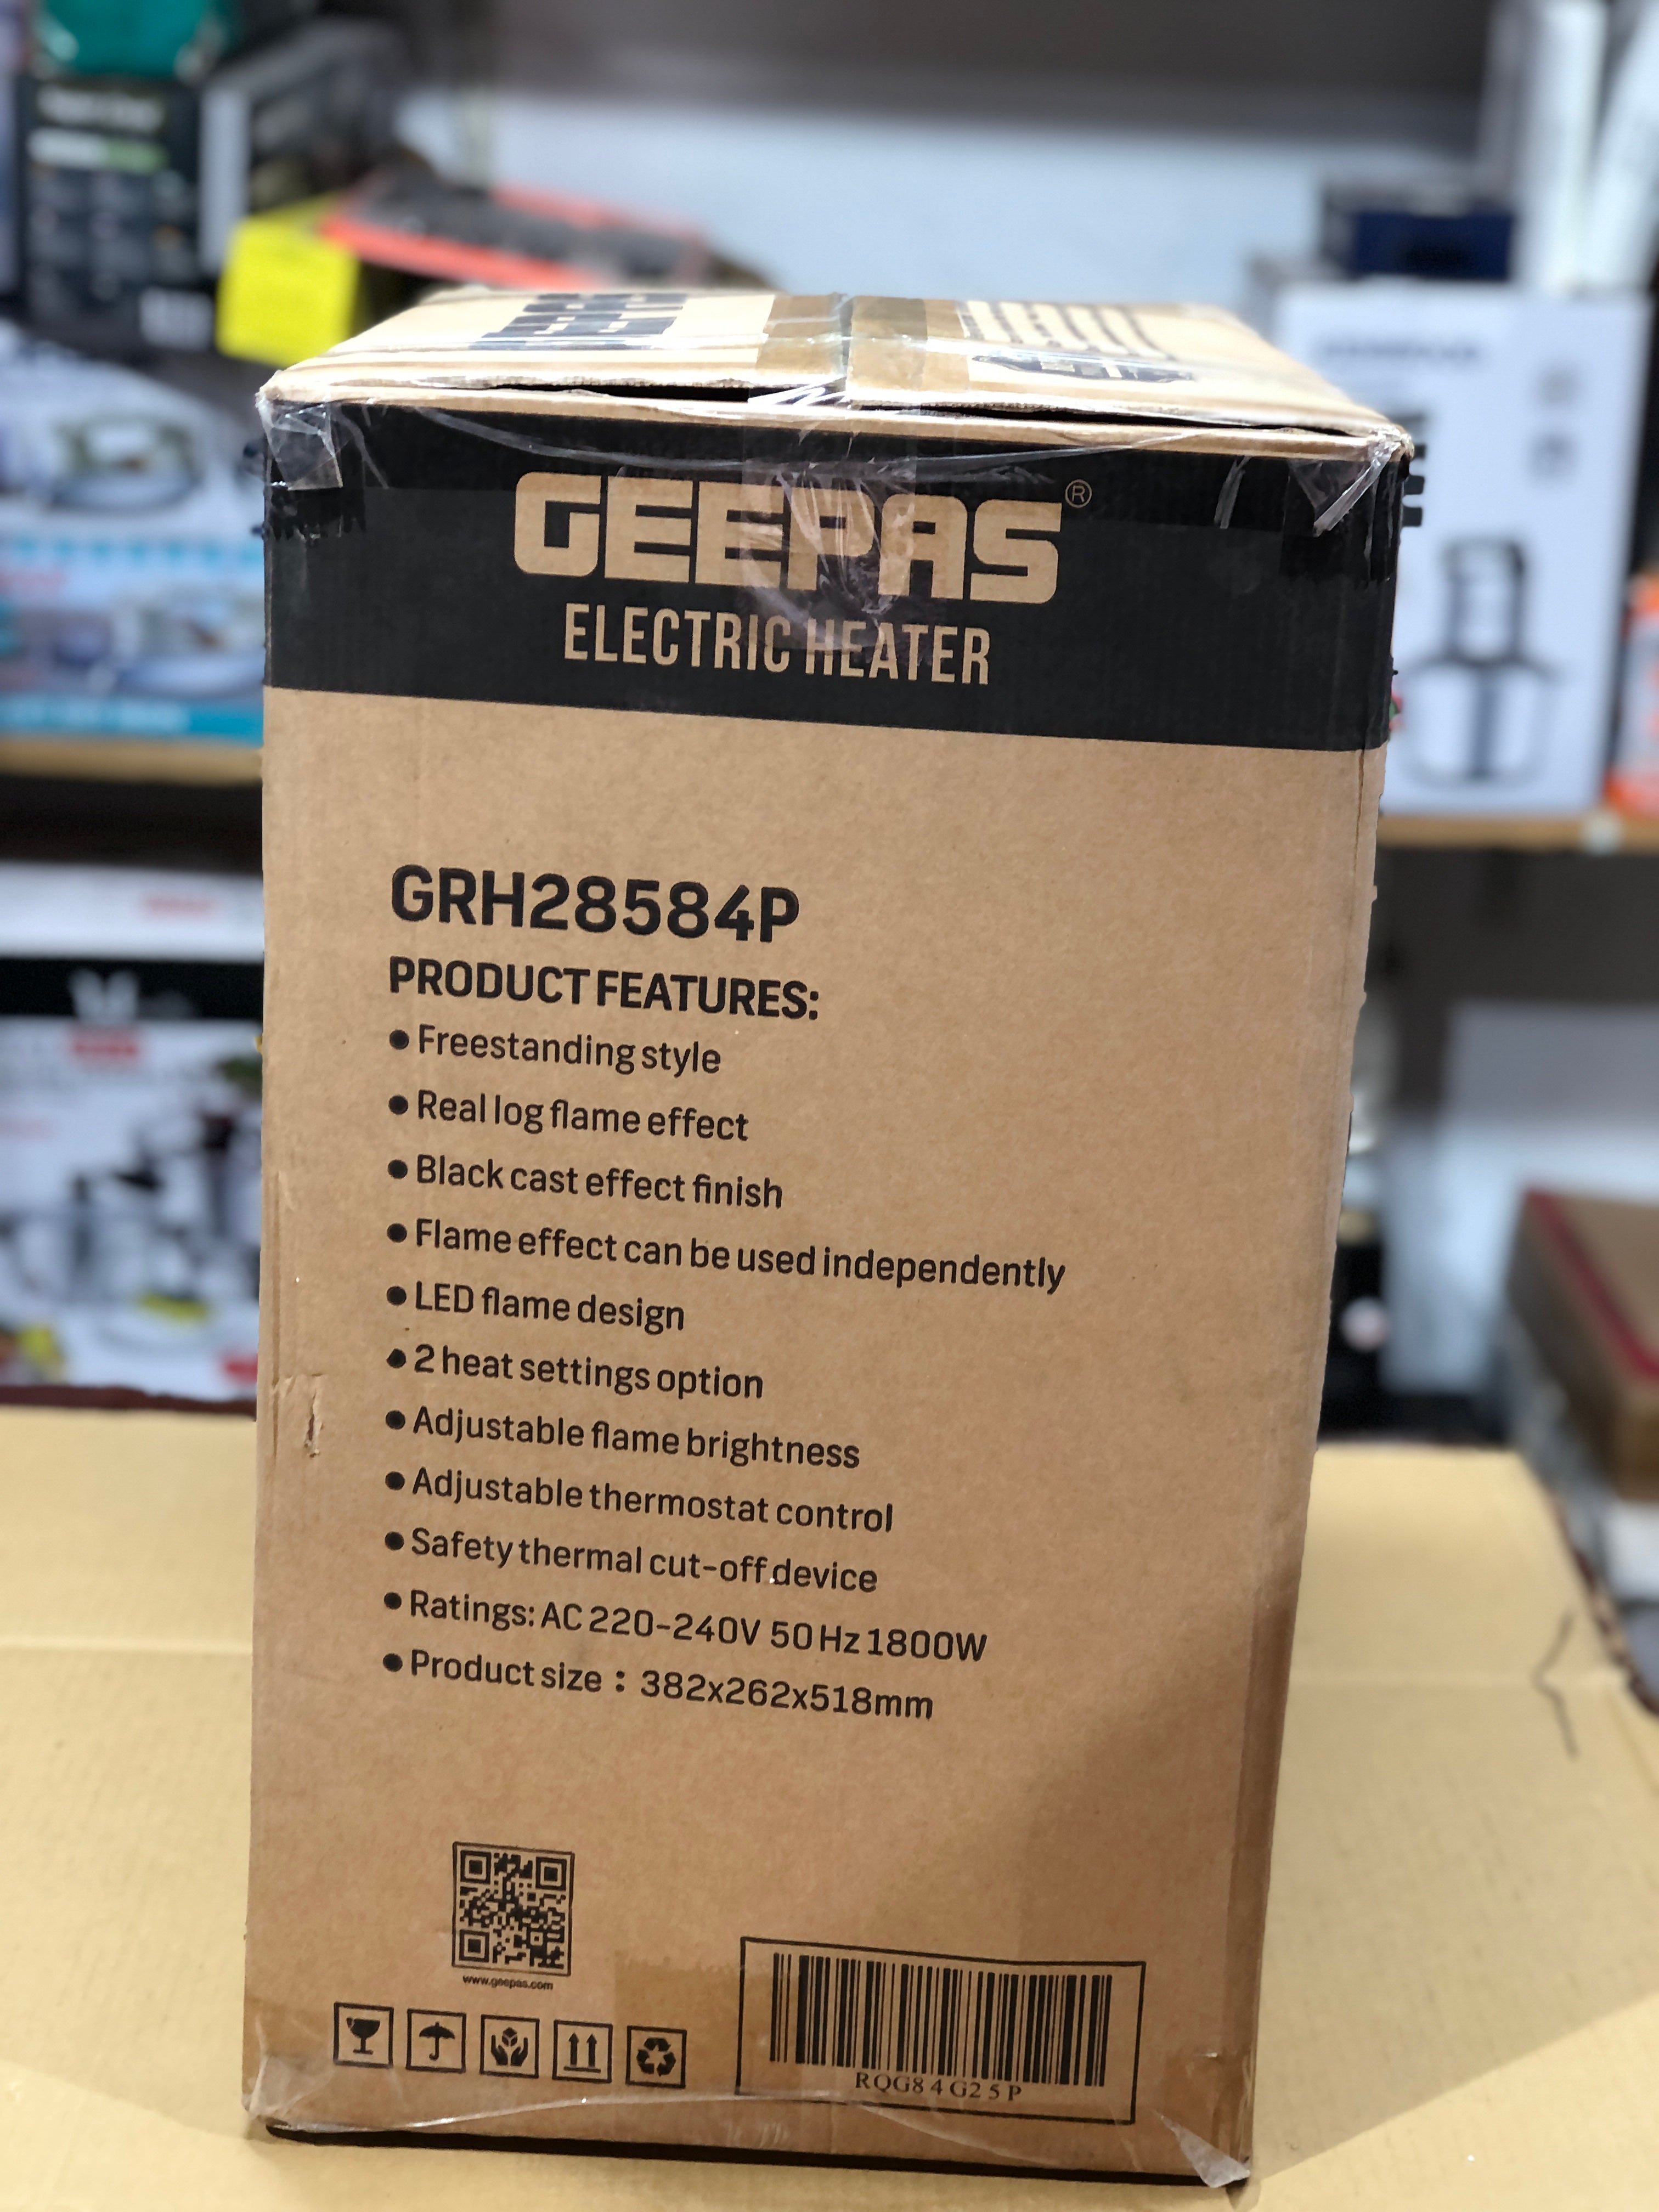 GEEPAS®
ELECTRIC HEATER
GRH28584P
PRODUCT FEATURES:
• Freestanding style
• Real log flame effect
• Black cast effect finish
• Flame effect can be used independently
• LED flame design
• 2 heat settings option
• Adjustable flame brightness
• Adjustable thermostat control
• Safety thermal cut-off device
• Ratings: AC 220-240V 50 Hz 1800W
• Product size : 382x262x518mm
www.geepas.com
RQG84G25P